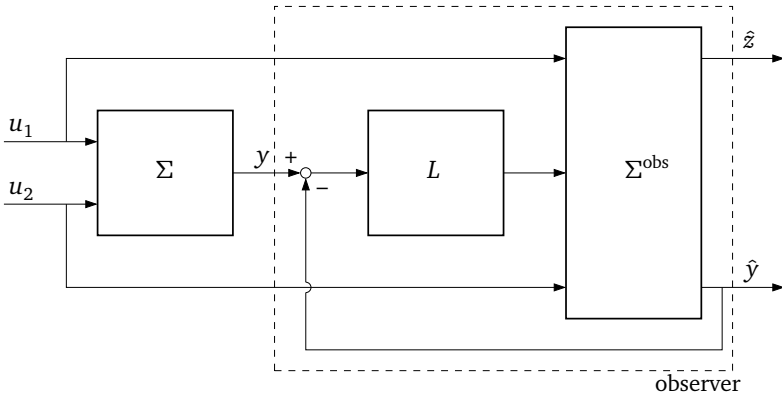 ẑ
u₁
y
+
−
Σ
L
Σᵒᵇˢ
u₂
ŷ
observer